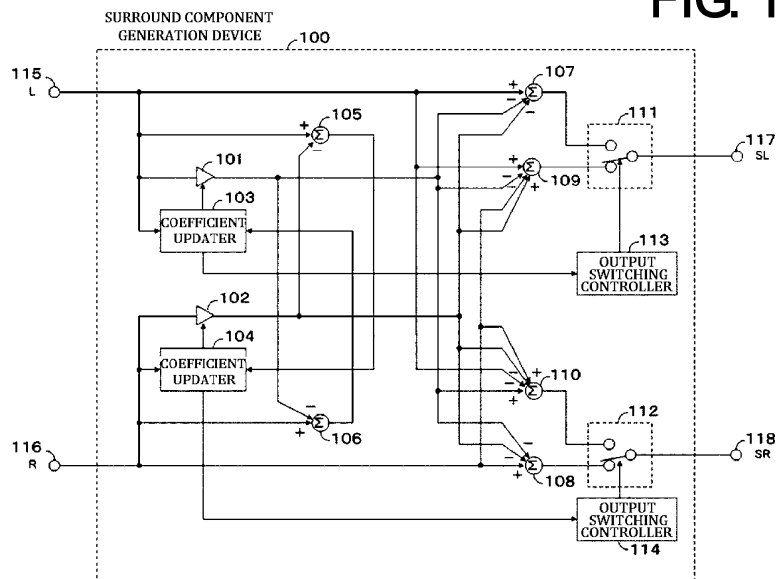 FIG. 1
SURROUND COMPONENT
GENERATION DEVICE
100
115
L
105
+
−
101
103
COEFFICIENT
UPDATER
102
104
COEFFICIENT
UPDATER
−
+
106
116
R
107
+
−
−
Σ
109
+
−
−
+
Σ
111
117
SL
113
OUTPUT
SWITCHING
CONTROLLER
110
+
−
−
+
Σ
112
118
SR
108
−
−
+
Σ
OUTPUT
SWITCHING
CONTROLLER
114
Σ
Σ